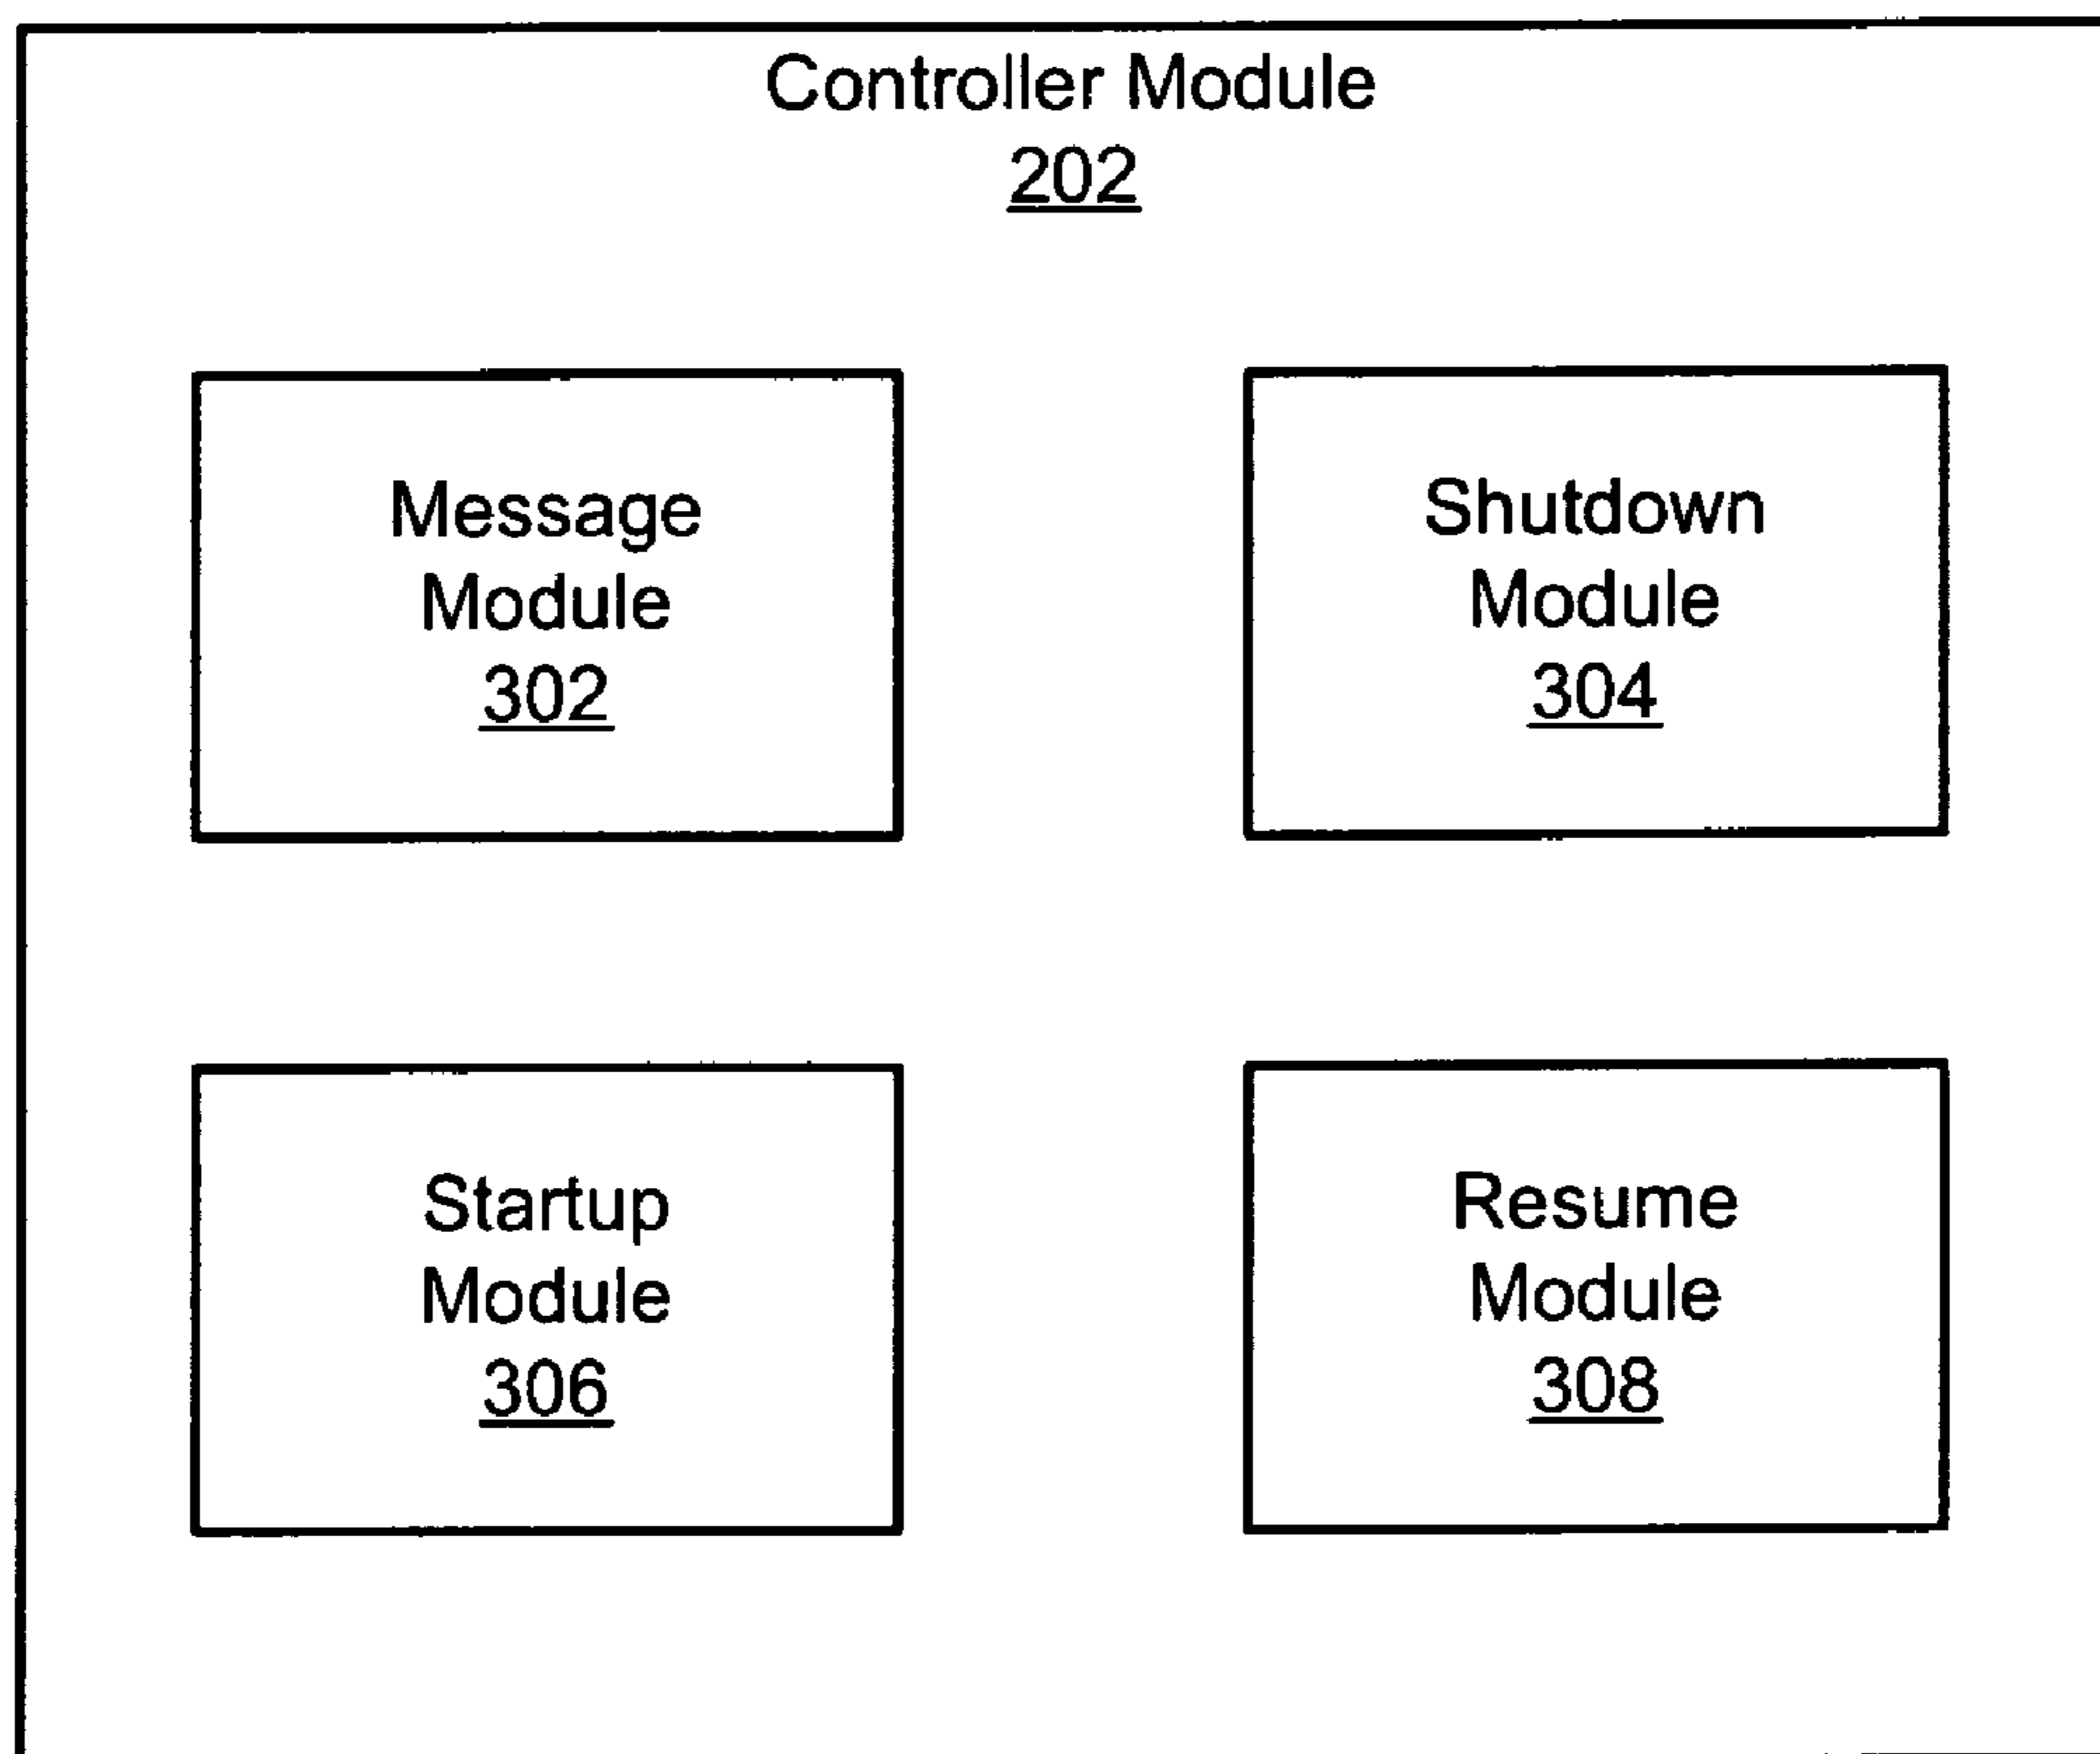 Controller Module
202
Message
Module
302
Shutdown
Module
304
Startup
Module
306
Resume
Module
308